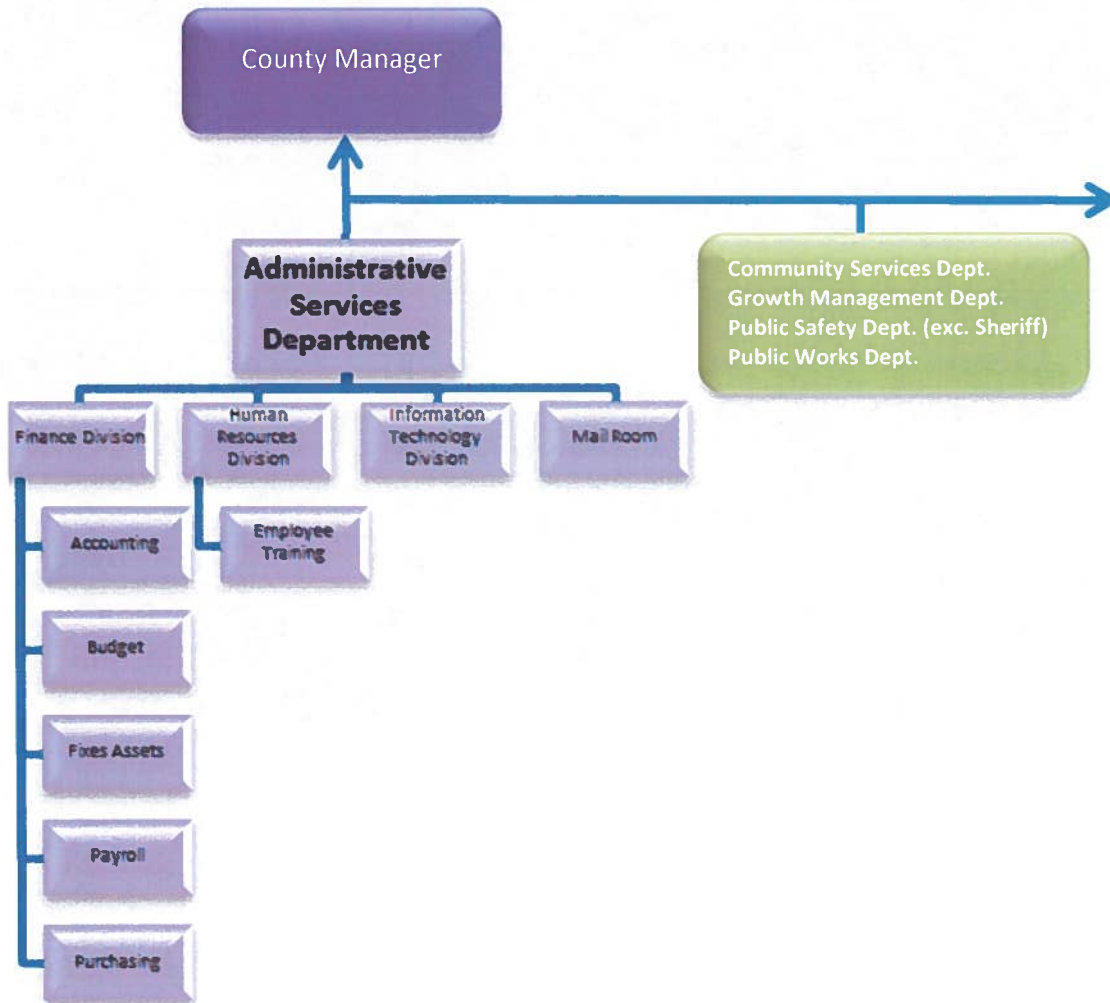 County Manager
Administrative
Services
Department
Community Services Dept.
Growth Management Dept.
Public Safety Dept. (exc. Sheriff)
Public Works Dept.
Finance Division
Human
Resources
Division
Information
Technology
Division
Mail Room
Accounting
Employee
Training
Budget
Fixes Assets
Payroll
Purchasing